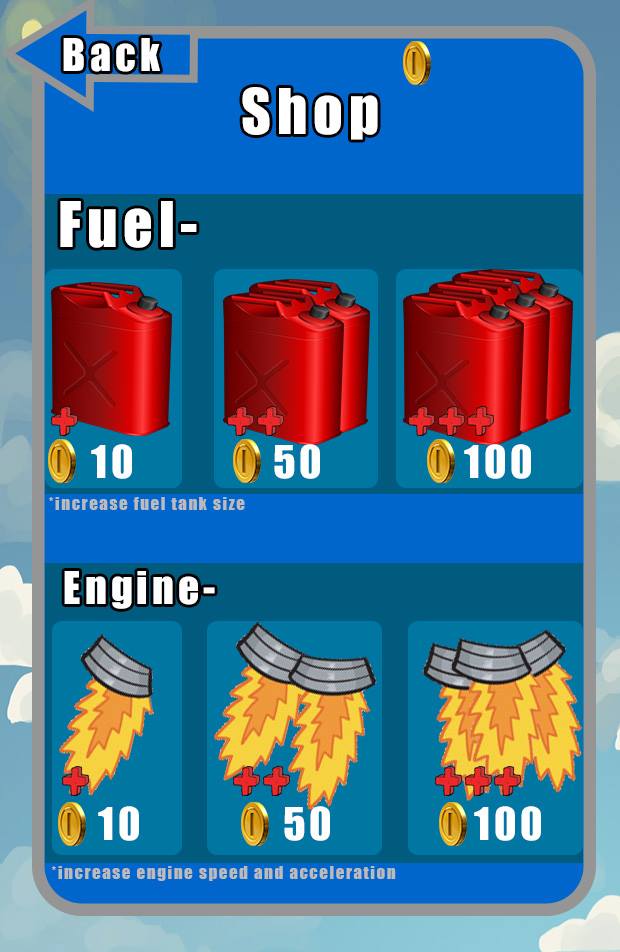 Back
Shop
Fuel-
10 50 100
*increase fuel tank size
Engine-
10 50 100
*increase engine speed and acceleration